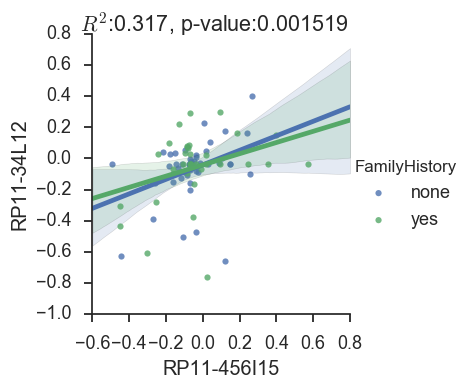 R²:0.317, p-value:0.001519
0.8
0.6
0.4
0.2
0.0
−0.2
−0.4
−0.6
−0.8
−1.0
RP11-34L12
−0.6 −0.4 −0.2 0.0 0.2 0.4 0.6 0.8
RP11-456I15
FamilyHistory
none
yes